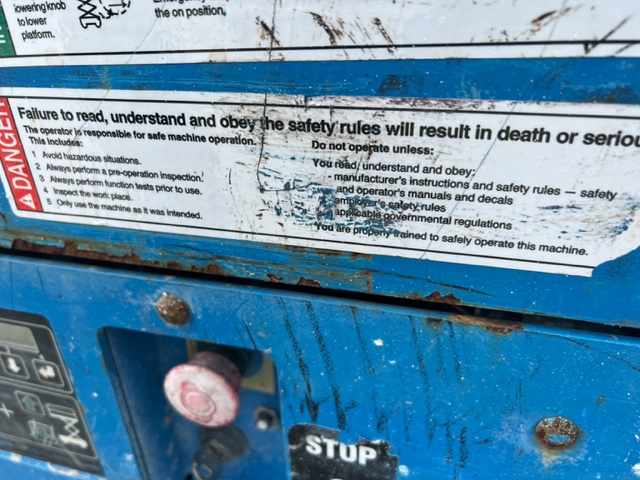 lowering knob
to lower
platform.
the on position.
DANGER
Failure to read, understand and obey the safety rules will result in death or seriou
The operator is responsible for safe machine operation.
This includes:
1 Avoid hazardous situations.
2 Always perform a pre-operation inspection.
3 Always perform function tests prior to use.
4 Inspect the work place.
5 Only use the machine as it was intended.
Do not operate unless:
You read, understand and obey:
- manufacturer's instructions and safety rules — safety
and operator's manuals and decals
- employer's safety rules
- applicable governmental regulations
You are properly trained to safely operate this machine.
STOP